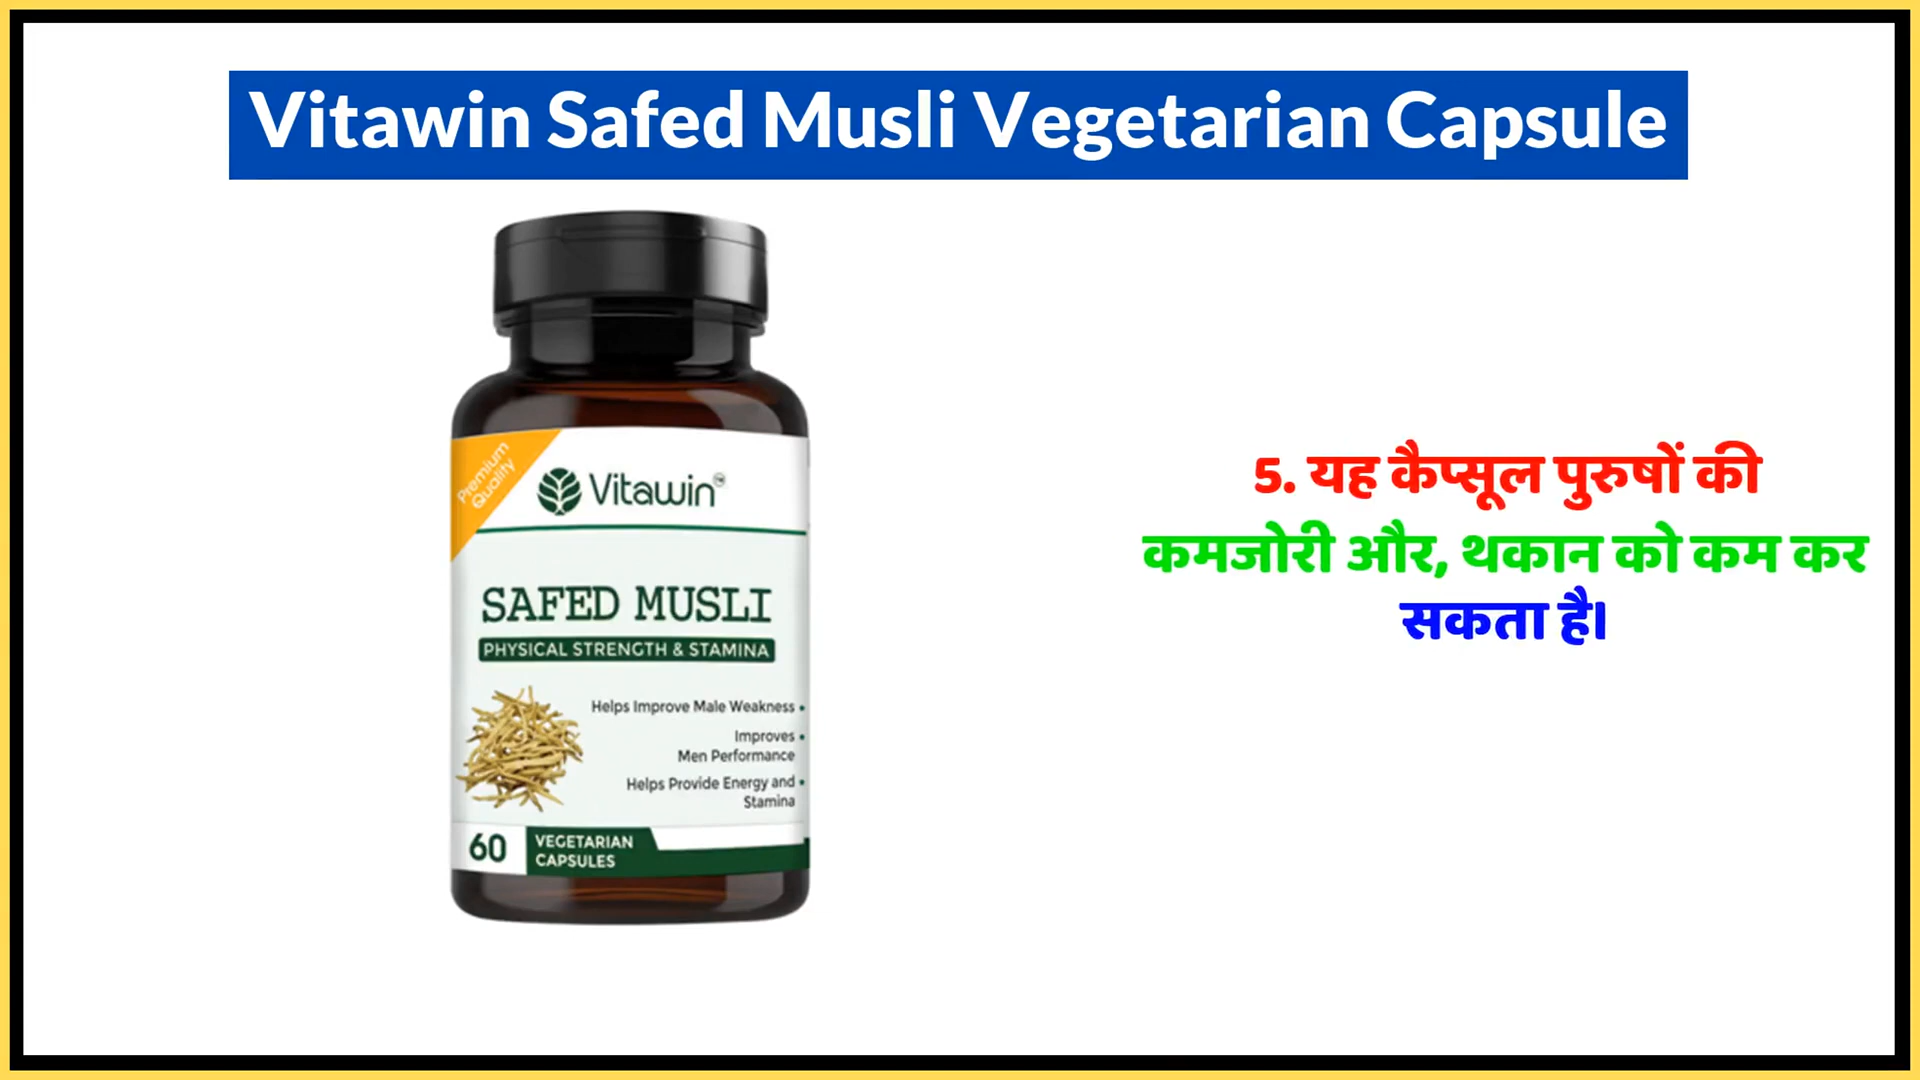 Vitawin Safed Musli Vegetarian Capsule
Premium
Quality
Vitawin
SAFED MUSLI
PHYSICAL STRENGTH & STAMINA
Helps Improve Male Weakness •
Improves •
Men Performance
Helps Provide Energy and •
Stamina
60
VEGETARIAN
CAPSULES
5. यह कैप्सूल पुरुषों की
कमजोरी और, थकान को कम कर
सकता है।